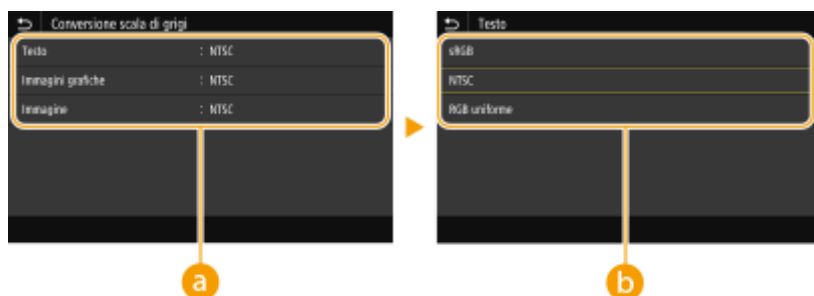 Conversione scala di grigi
Testo : NTSC
Immagini grafiche : NTSC
Immagine : NTSC
a
Testo
sRGB
NTSC
RGB uniforme
b